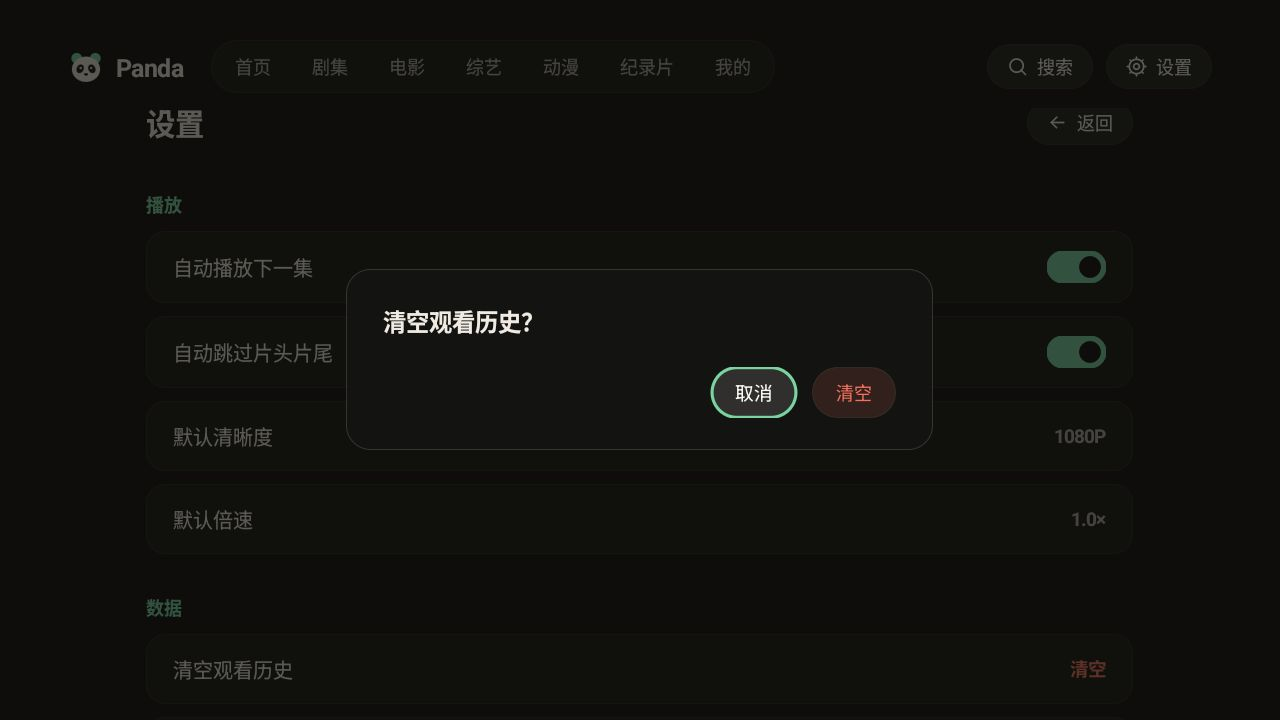 Panda 首页 剧集 电影 综艺 动漫 纪录片 我的 搜索 设置
设置 返回
播放
自动播放下一集
自动跳过片头片尾
默认清晰度 1080P
默认倍速 1.0×
清空观看历史?
取消 清空
数据
清空观看历史 清空